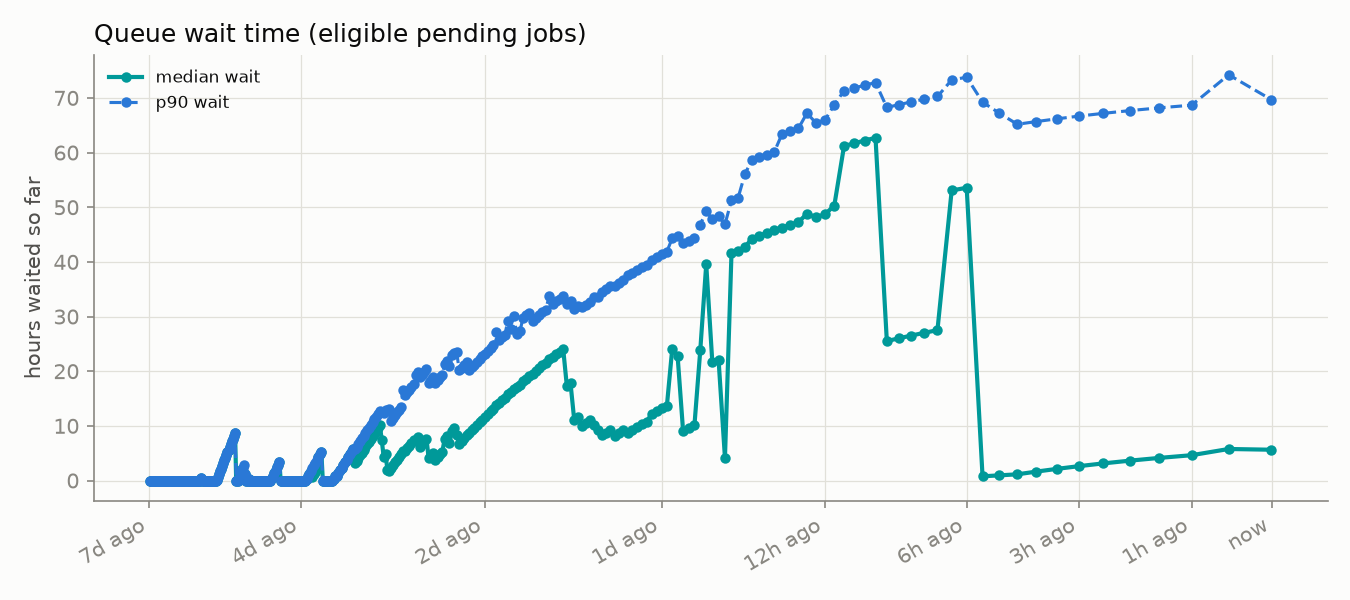 Queue wait time (eligible pending jobs)
median wait
p90 wait
hours waited so far
70
60
50
40
30
20
10
0
7d ago
4d ago
2d ago
1d ago
12h ago
6h ago
3h ago
1h ago
now